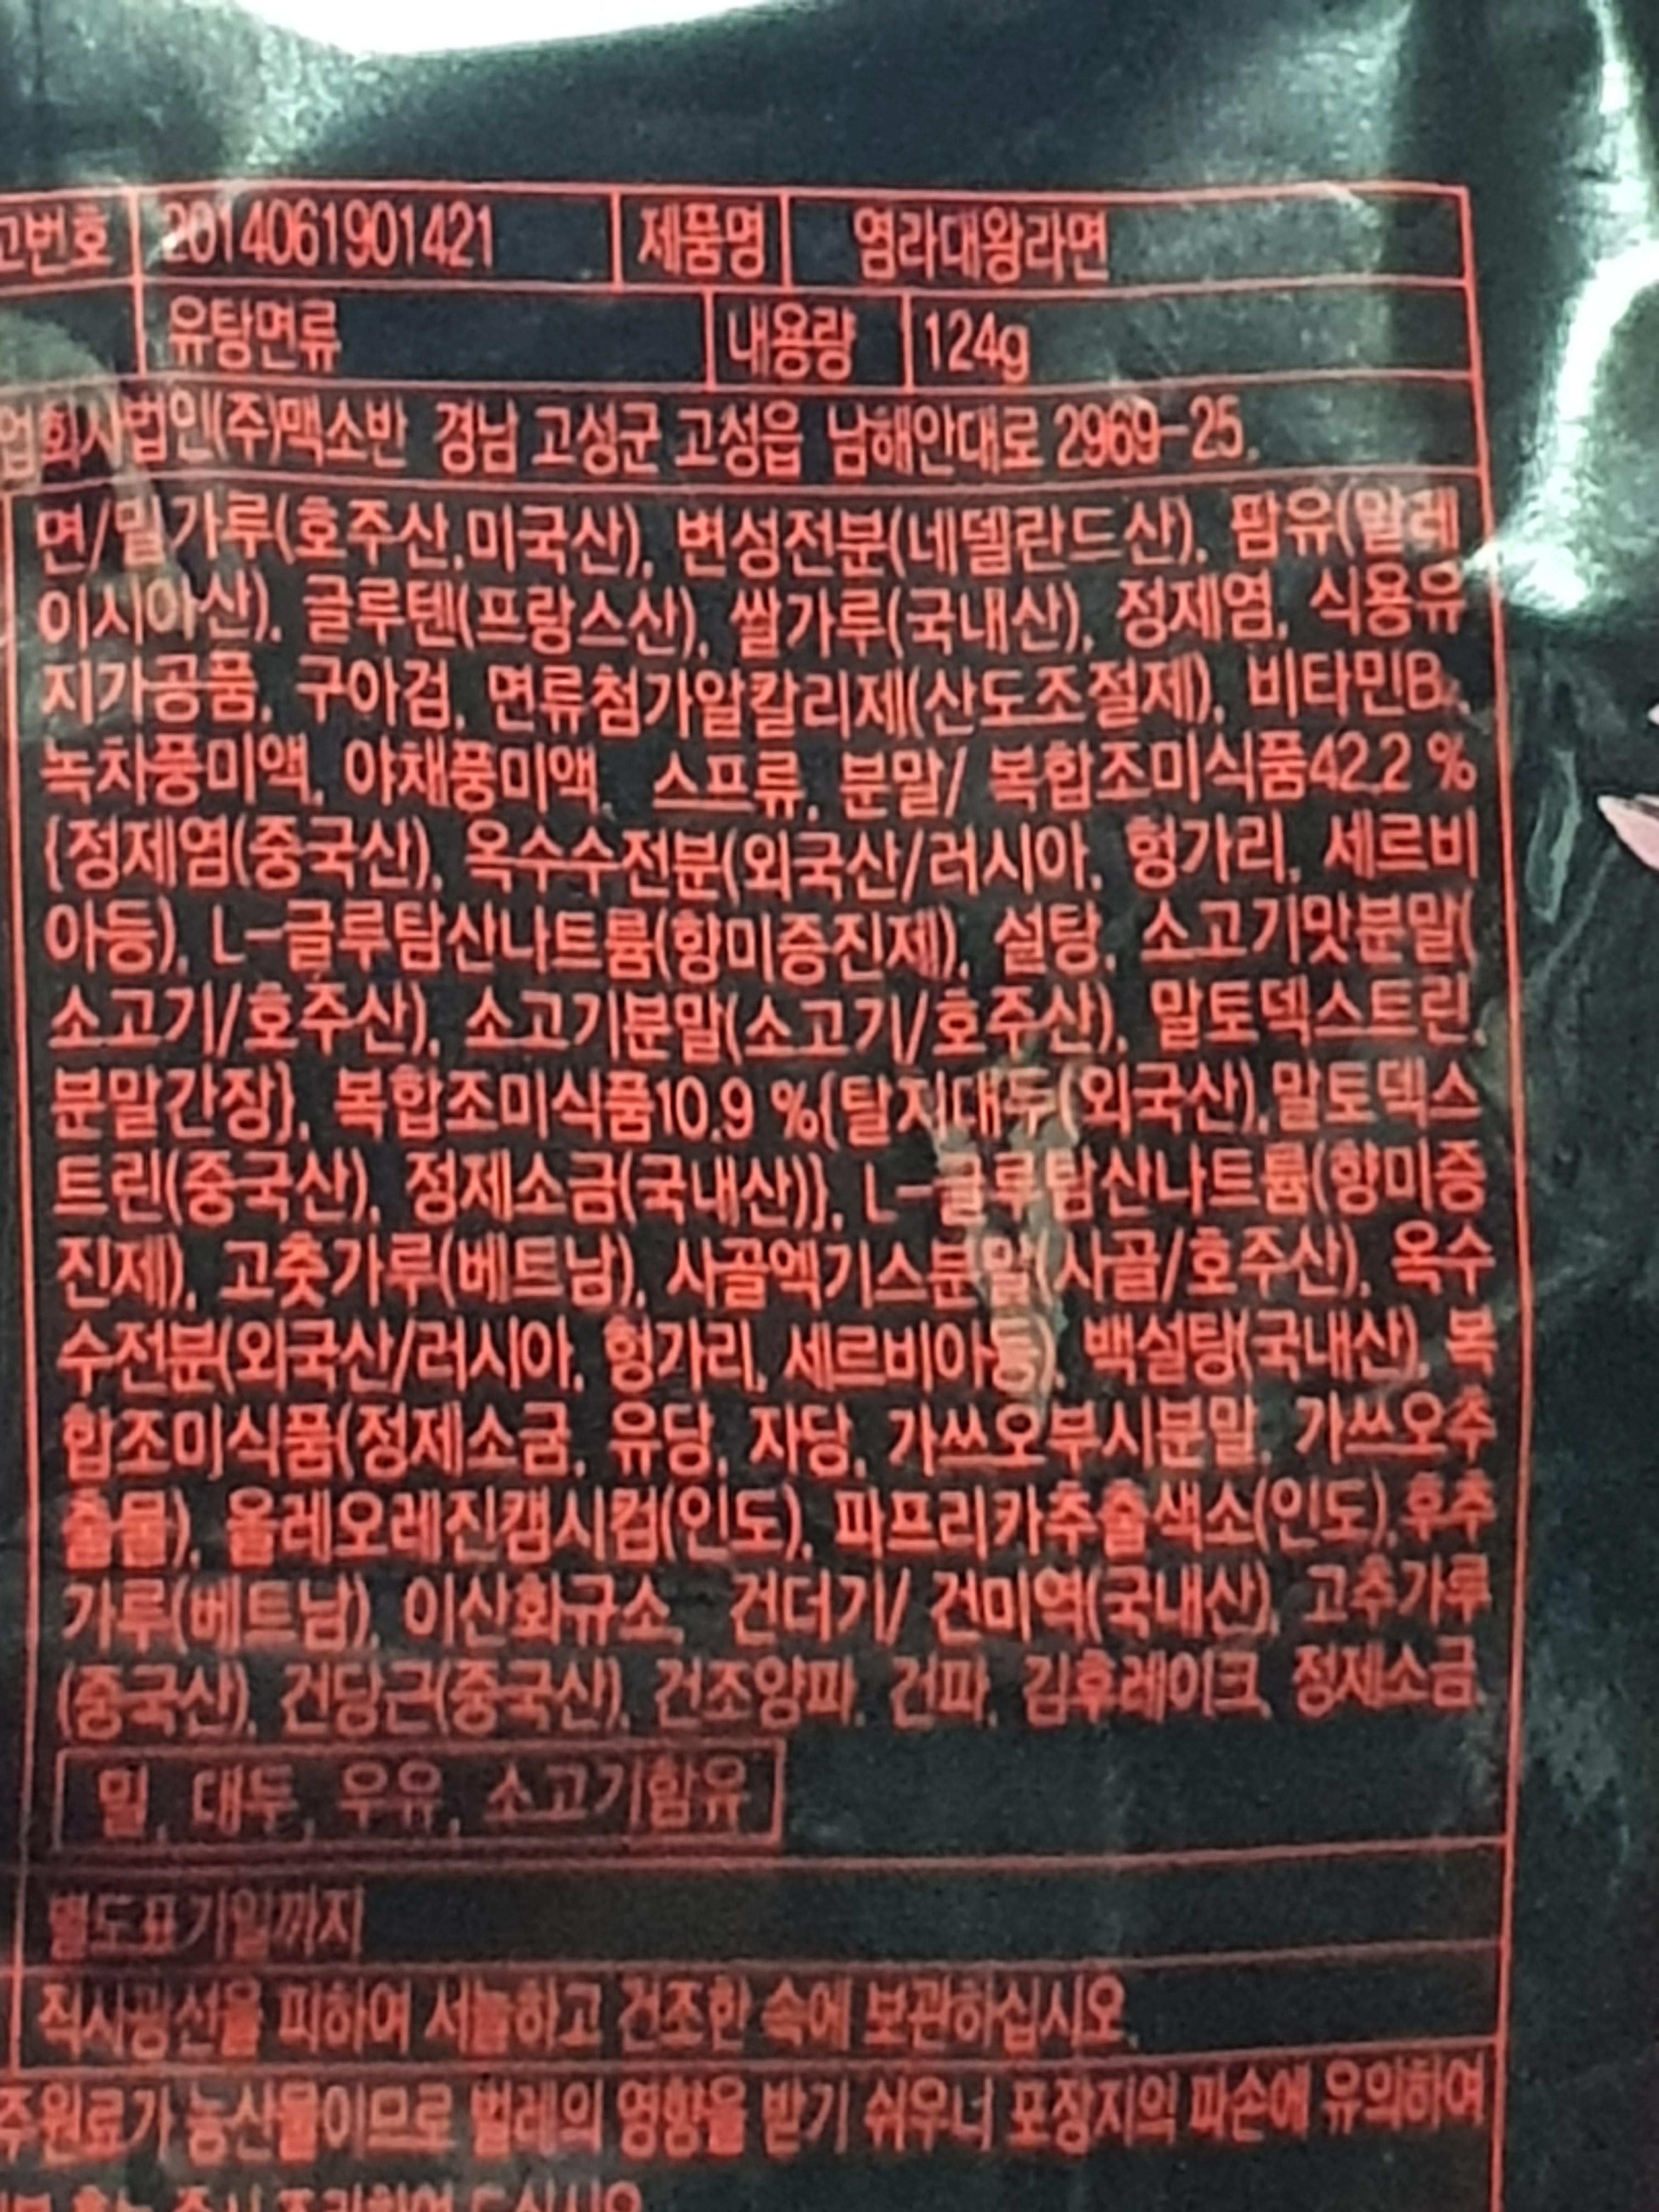 고번호 2014061901421 제품명 염라대왕라면
유탕면류 내용량 124g
업회사법인(주)맥소반 경남 고성군 고성읍 남해안대로 2969-25.
면/밀가루(호주산,미국산), 변성전분(네델란드산), 팜유(말레
이시아산), 글루텐(프랑스산), 쌀가루(국내산), 정제염, 식용유
지가공품, 구아검, 면류첨가알칼리제(산도조절제), 비타민B₂,
녹차풍미액, 야채풍미액, 스프류, 분말/ 복합조미식품42.2 %
{정제염(중국산), 옥수수전분(외국산/러시아, 헝가리, 세르비
아등), L-글루탐산나트륨(향미증진제), 설탕, 소고기맛분말(
소고기/호주산), 소고기분말(소고기/호주산), 말토덱스트린,
분말간장}, 복합조미식품10.9 %{탈지대두(외국산),말토덱스
트린(중국산), 정제소금(국내산)}, L-글루탐산나트륨(향미증
진제), 고춧가루(베트남), 사골엑기스분말(사골/호주산), 옥수
수전분(외국산/러시아, 헝가리, 세르비아등), 백설탕(국내산), 복
합조미식품(정제소금, 유당, 자당, 가쓰오부시분말, 가쓰오추
출물), 올레오레진캡시컴(인도), 파프리카추출색소(인도),후추
가루(베트남), 이산화규소, 건더기/ 건미역(국내산), 고추가루
(중국산), 건당근(중국산), 건조양파, 건파, 김후레이크, 정제소금,
밀, 대두, 우유, 소고기함유
별도표기일까지
직사광선을 피하여 서늘하고 건조한 속에 보관하십시오.
주원료가 농산물이므로 벌레의 영향을 받기 쉬우니 포장지의 파손에 유의하여